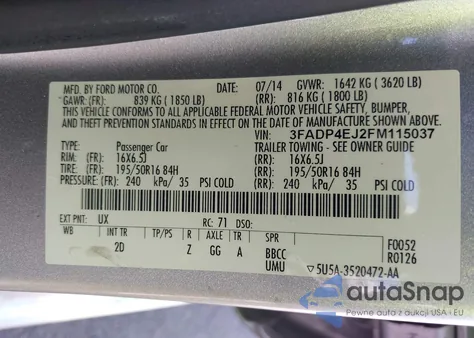 MFD. BY FORD MOTOR CO. DATE: 07/14 GVWR: 1642 KG ( 3620 LB)
GAWR: (FR): 839 KG ( 1850 LB) (RR): 816 KG ( 1800 LB)
THIS VEHICLE CONFORMS TO ALL APPLICABLE FEDERAL MOTOR VEHICLE SAFETY, BUMPER,
AND THEFT PREVENTION STANDARDS IN EFFECT ON THE DATE OF MANUFACTURE SHOWN ABOVE.
VIN: 3FADP4EJ2FM115037
TYPE: Passenger Car TRAILER TOWING - SEE OWNER GUIDE
RIM: (FR): 16X6.5J (RR): 16X6.5J
TIRE: (FR): 195/50R16 84H (RR): 195/50R16 84H
PRESSURE: (FR): 240 kPa/ 35 PSI COLD (RR): 240 kPa/ 35 PSI COLD
EXT PNT: UX RC: 71 DSO: F0052
WB INT TR TP/PS R AXLE TR SPR R0126
2D Z GG A BBCC
UMU 5U5A-3520472-AA
autoSnap
Pewne auta z aukcji USA i EU